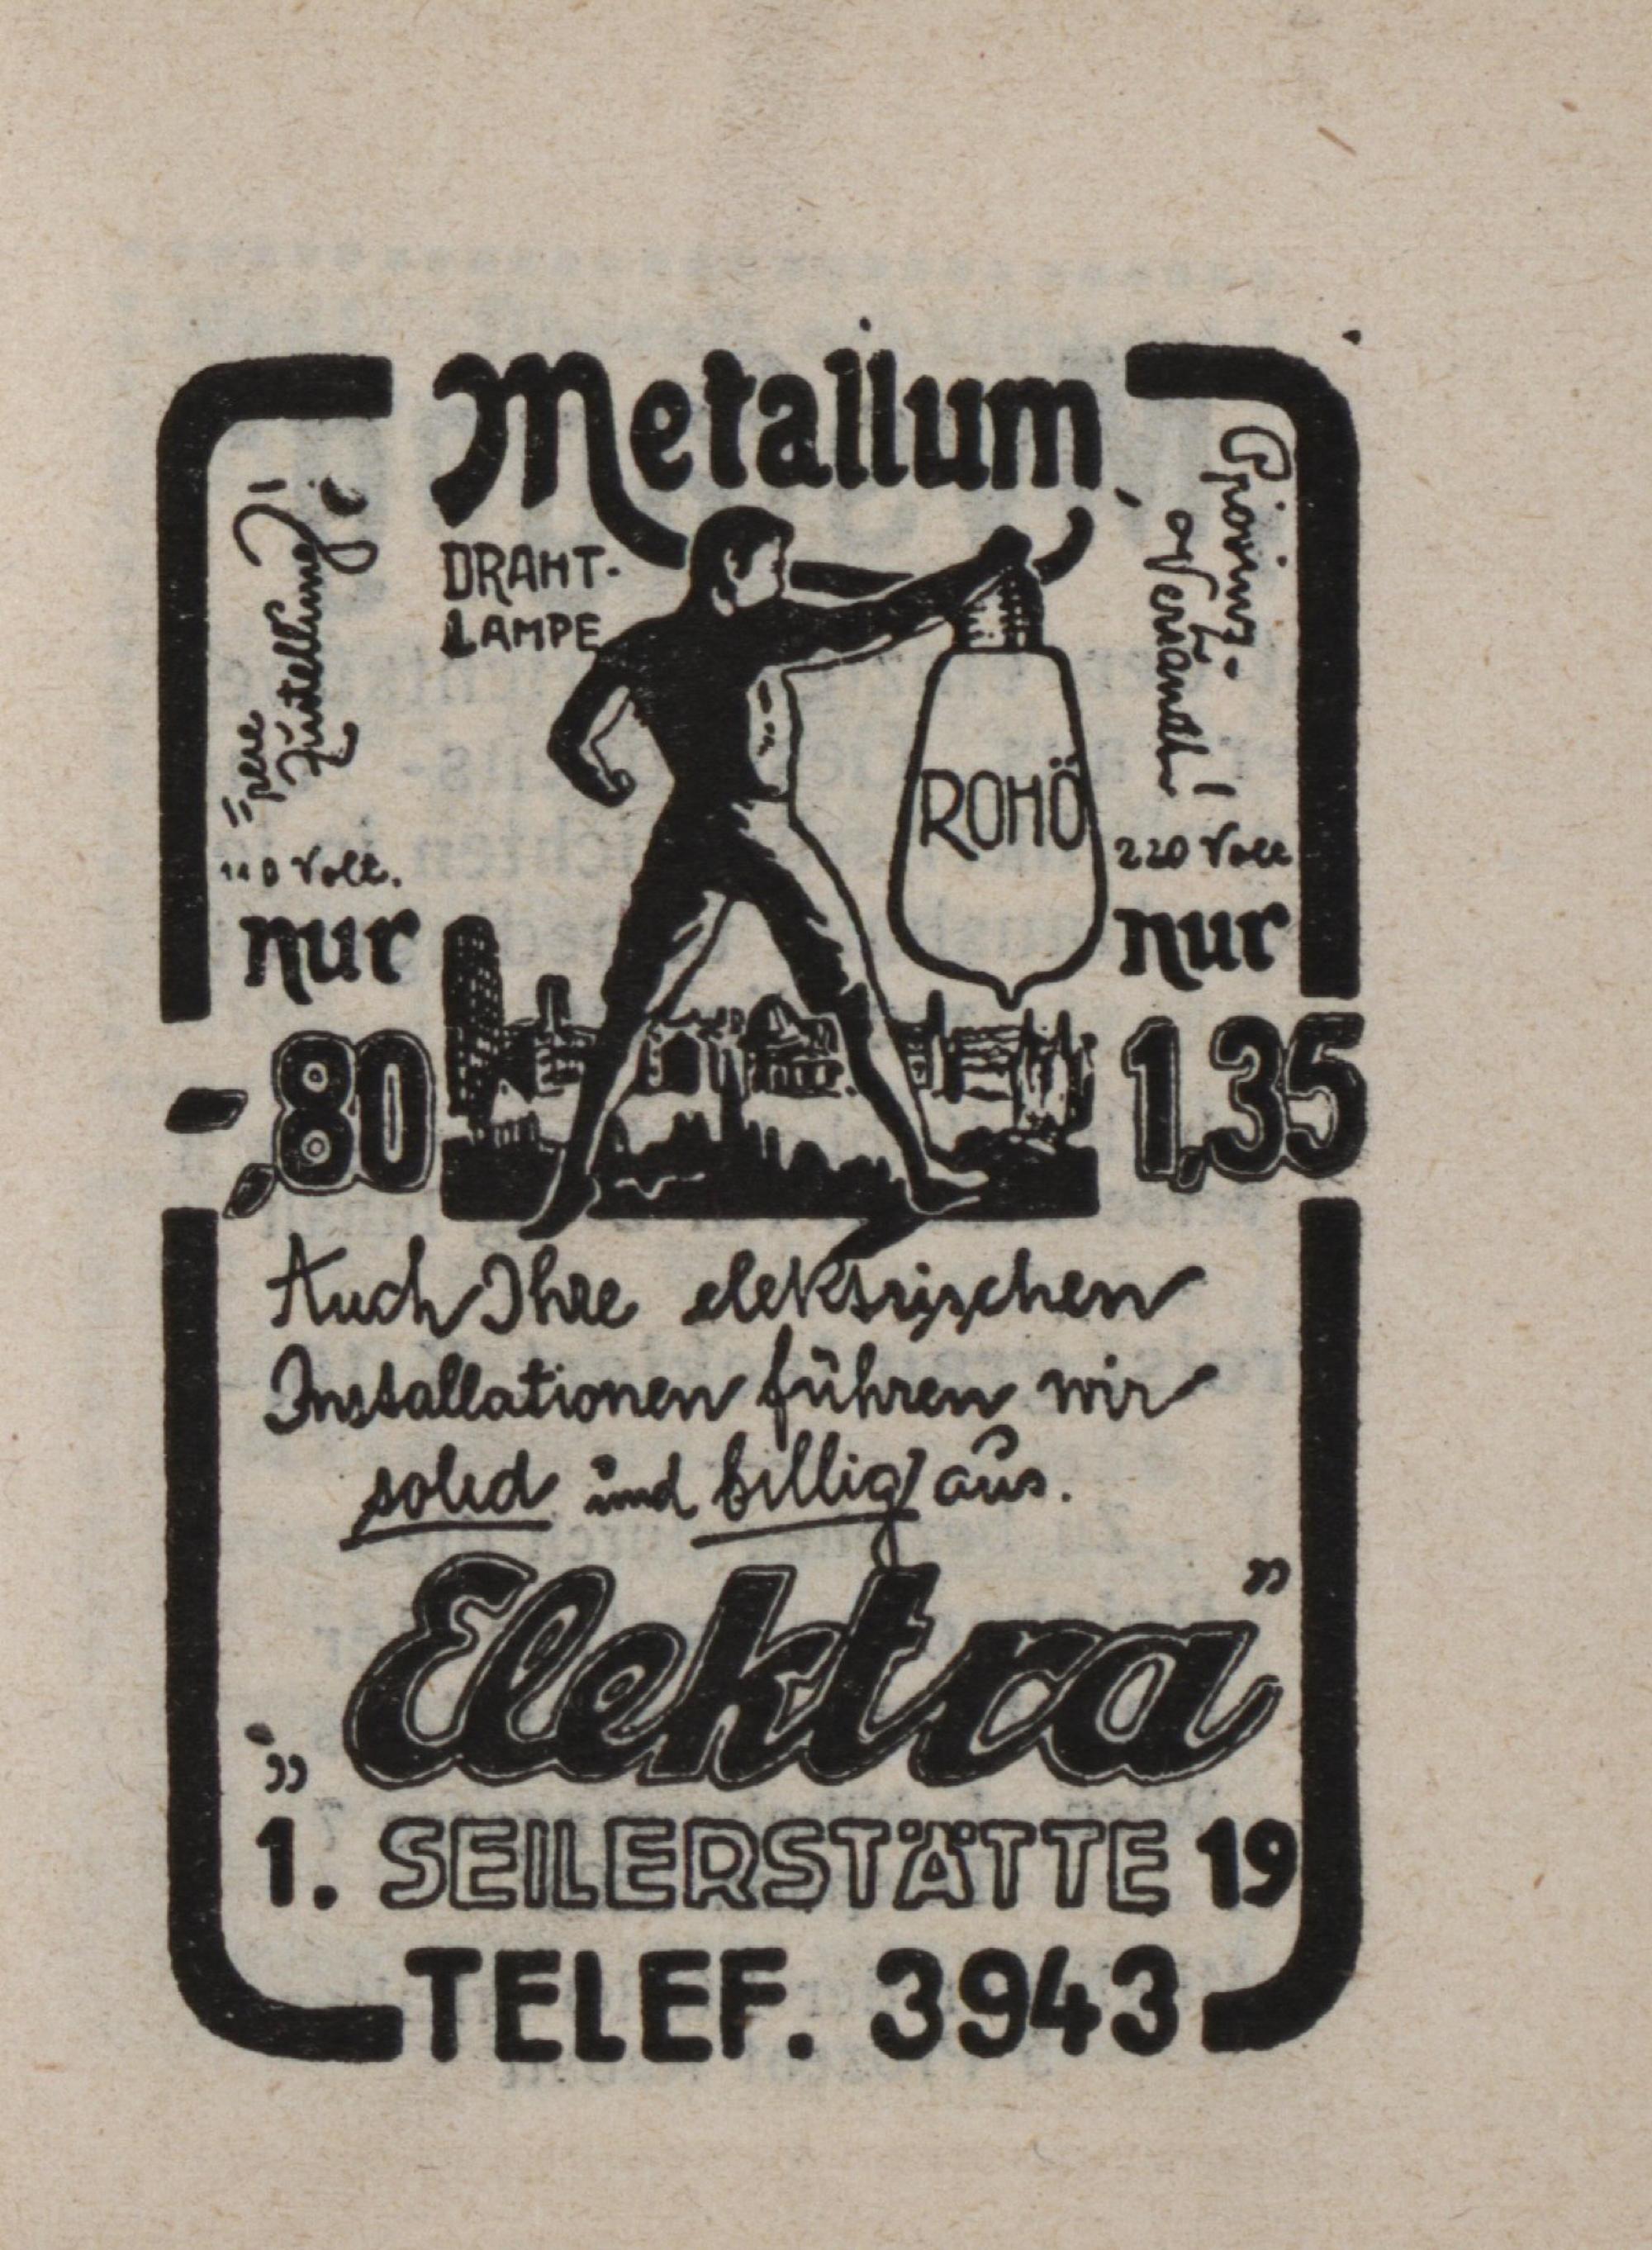 Metallum
DRAHT-
LAMPE
freie
Zustellung!
Provinz-
Versand!
ROHÖ
110 Volt.
nur
-,80
220 Volt
nur
1,35
Auch Ihre elektrischen
Installationen führen wir
solid und billig aus.
„Elektra”
1. SEILERSTÄTTE 19
TELEF. 3943